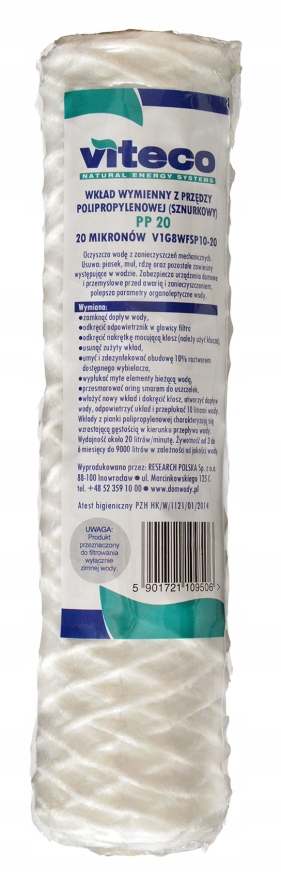 viteco
NATURAL ENERGY SYSTEMS
WKŁAD WYMIENNY Z PRZĘDZY
POLIPROPYLENOWEJ (SZNURKOWY)
PP 20
20 MIKRONÓW V1G8WFSP10-20
Oczyszcza wodę z zanieczyszczeń mechanicznych.
Usuwa: piasek, muł, rdzę oraz pozostałe zawiesiny
występujące w wodzie. Zabezpiecza urządzenia domowe
i przemysłowe przed awarią i zanieczyszczeniem,
polepsza parametry organoleptyczne wody.
Wymiana:
●zamknąć dopływ wody,
●odkręcić odpowietrznik w głowicy filtra
●odkręcić nakrętkę mocującą klosz (należy użyć klucza),
●usunąć zużyty wkład,
●umyć i zdezynfekować obudowę 10% roztworem
dostępnego wybielacza,
●wypłukać myte elementy bieżącą wodą,
●przesmarować oring smarem do uszczelek,
●włożyć nowy wkład i dokręcić klosz, otworzyć dopływ
wody, odpowietrzyć wkład i przepłukać 10 litrami wody.
Wkłady z pianki polipropylenowej charakteryzują się
wzrastającą gęstością w kierunku przepływu wody.
Wydajność około 20 litrów/minutę. Żywotność od 3 do
6 miesięcy do 9000 litrów w zależności od jakości wody
Wyprodukowano przez: RESEARCH POLSKA Sp. z o.o.
88-100 Inowrocław ● ul. Marcinkowskiego 125 C
tel. +48 52 359 10 00 ● www.domwody.pl
Atest higieniczny PZH HK/W/1121/01/2014
UWAGA:
Produkt
przeznaczony
do filtrowania
wyłącznie
zimnej wody.
5 901721 109506 >